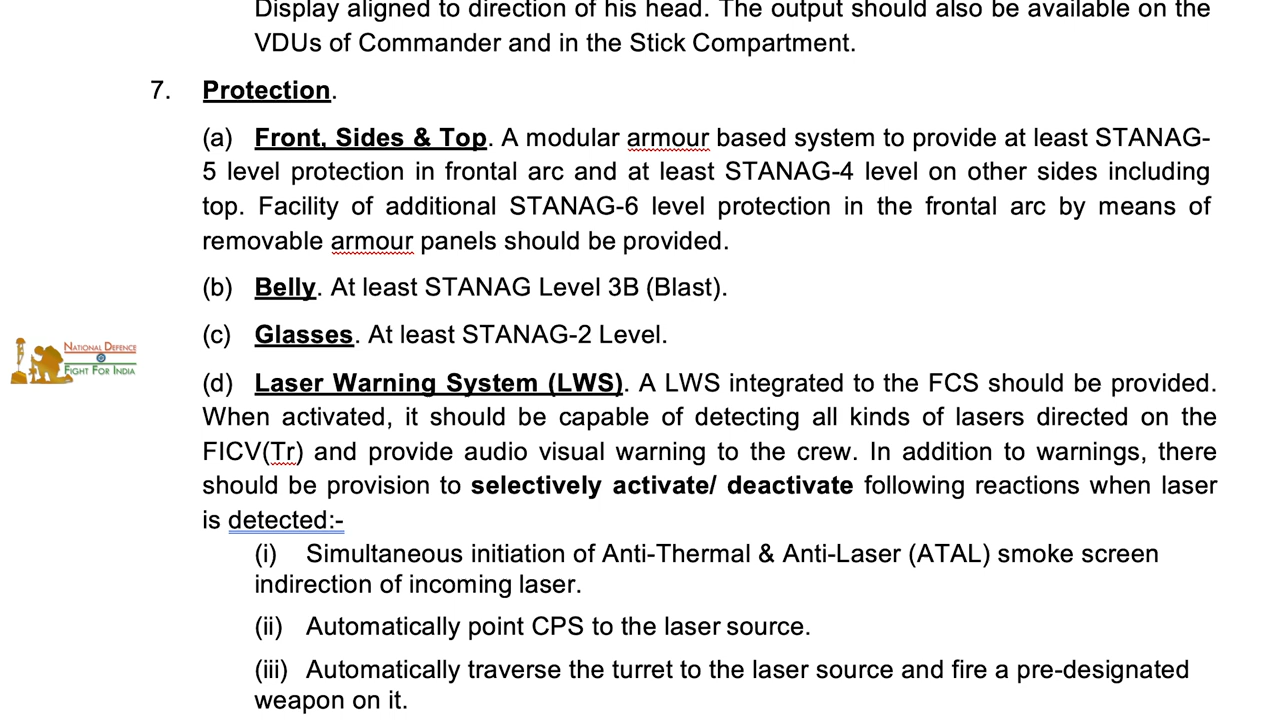 Display aligned to direction of his head. The output should also be available on the
VDUs of Commander and in the Stick Compartment.
7. Protection.
(a) Front, Sides & Top. A modular armour based system to provide at least STANAG-
5 level protection in frontal arc and at least STANAG-4 level on other sides including
top. Facility of additional STANAG-6 level protection in the frontal arc by means of
removable armour panels should be provided.
(b) Belly. At least STANAG Level 3B (Blast).
(c) Glasses. At least STANAG-2 Level.
NATIONAL DEFENCE
FIGHT FOR INDIA
(d) Laser Warning System (LWS). A LWS integrated to the FCS should be provided.
When activated, it should be capable of detecting all kinds of lasers directed on the
FICV(Tr) and provide audio visual warning to the crew. In addition to warnings, there
should be provision to selectively activate/ deactivate following reactions when laser
is detected:-
(i) Simultaneous initiation of Anti-Thermal & Anti-Laser (ATAL) smoke screen
indirection of incoming laser.
(ii) Automatically point CPS to the laser source.
(iii) Automatically traverse the turret to the laser source and fire a pre-designated
weapon on it.